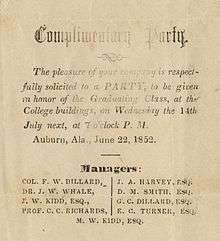 Complimentary Party.
The pleasure of your company is respect-
fully solicited to a PARTY, to be given
in honor of the Graduating Class, at the
College buildings, on Wednesday the 14th
July next, at 7 o'clock P. M.
Auburn, Ala., June 22, 1852.
Managers:
COL. F. W. DILLARD,
DR. J. W. WHALE,
J. W. KIDD, ESQ.,
PROF. C. C. RICHARDS,
J. A. HARVEY, ESQ.
D. M. SMITH, ESQ.
G. C. DILLARD, ESQ.
E. C. TURNER, ESQ.
M. W. KIDD, ESQ.